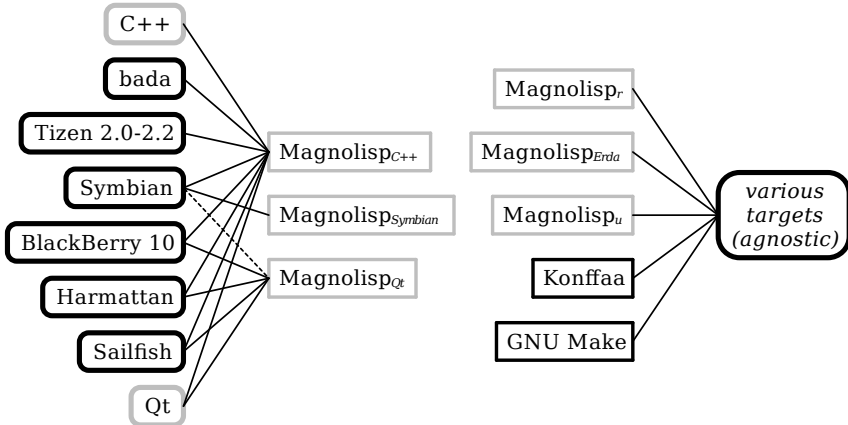 C++
bada
Tizen 2.0-2.2
Symbian
BlackBerry 10
Harmattan
Sailfish
Qt
MagnolispC++
MagnolispSymbian
MagnolispQt
Magnolispr
MagnolispErda
Magnolispu
Konffaa
GNU Make
various
targets
(agnostic)